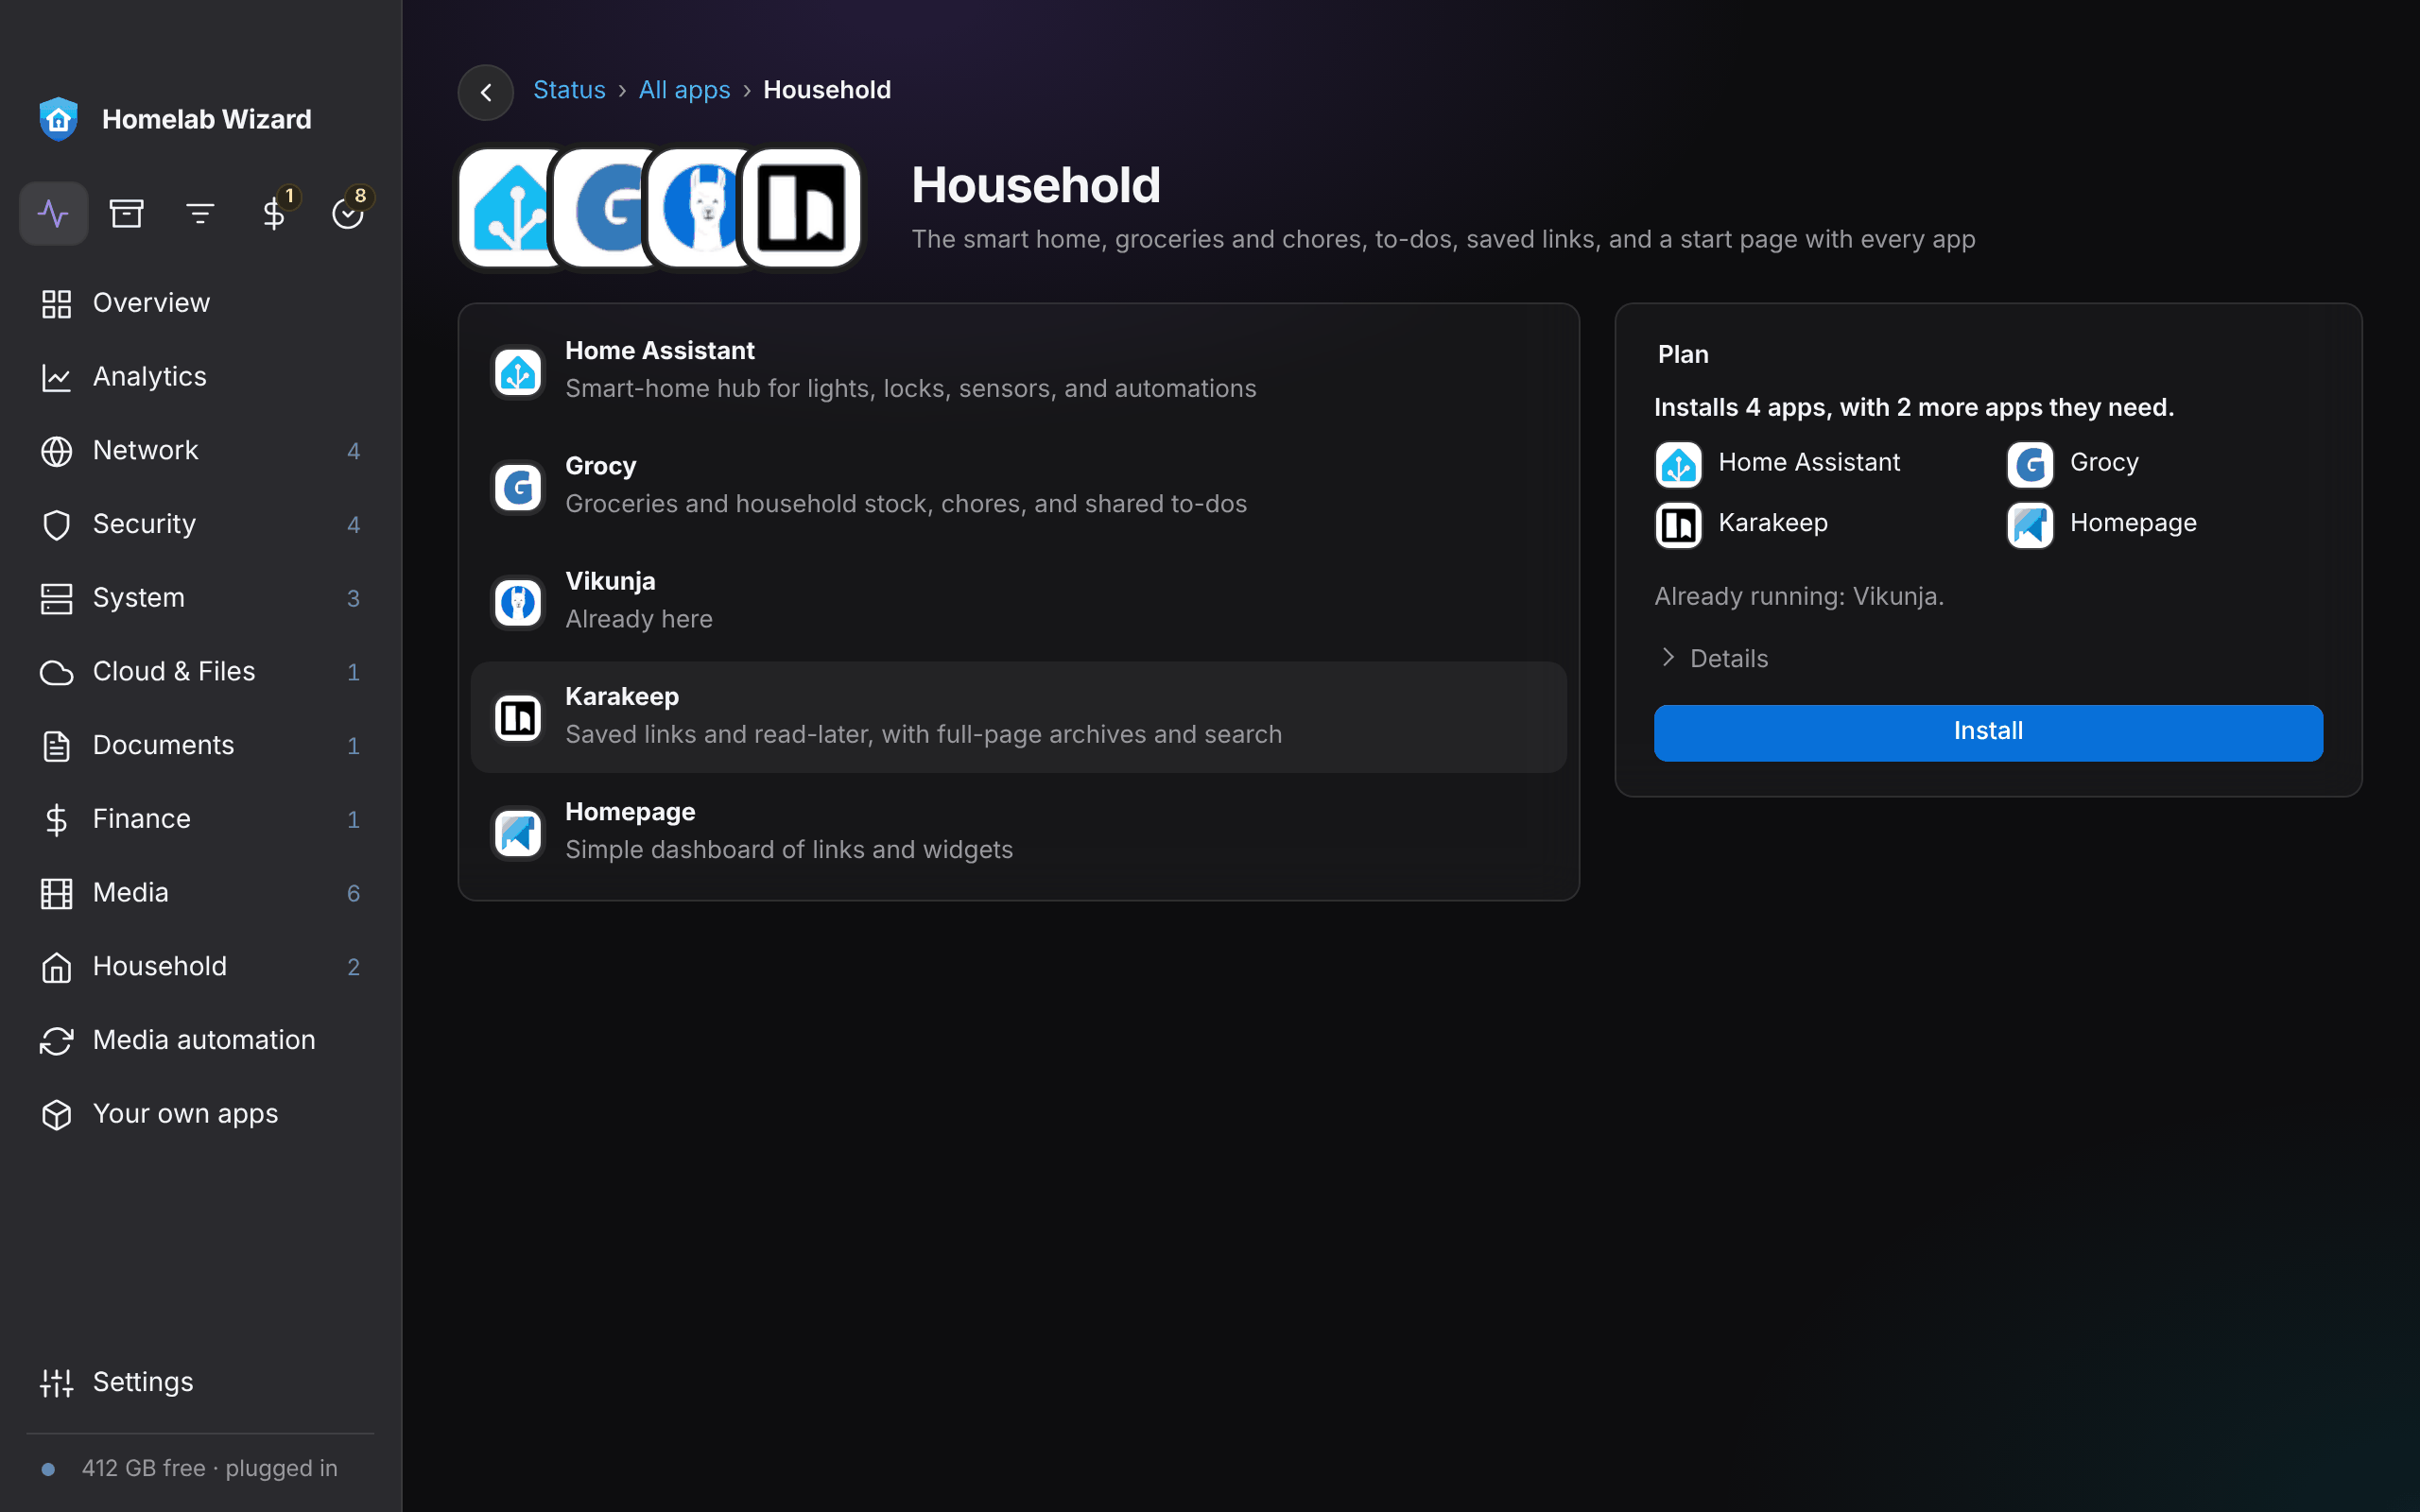 Homelab Wizard
1
8
Overview
Analytics
Network 4
Security 4
System 3
Cloud & Files 1
Documents 1
Finance 1
Media 6
Household 2
Media automation
Your own apps
Settings
412 GB free · plugged in
Status › All apps › Household
Household
The smart home, groceries and chores, to-dos, saved links, and a start page with every app
Home Assistant
Smart-home hub for lights, locks, sensors, and automations
Grocy
Groceries and household stock, chores, and shared to-dos
Vikunja
Already here
Karakeep
Saved links and read-later, with full-page archives and search
Homepage
Simple dashboard of links and widgets
Plan
Installs 4 apps, with 2 more apps they need.
Home Assistant
Grocy
Karakeep
Homepage
Already running: Vikunja.
Details
Install